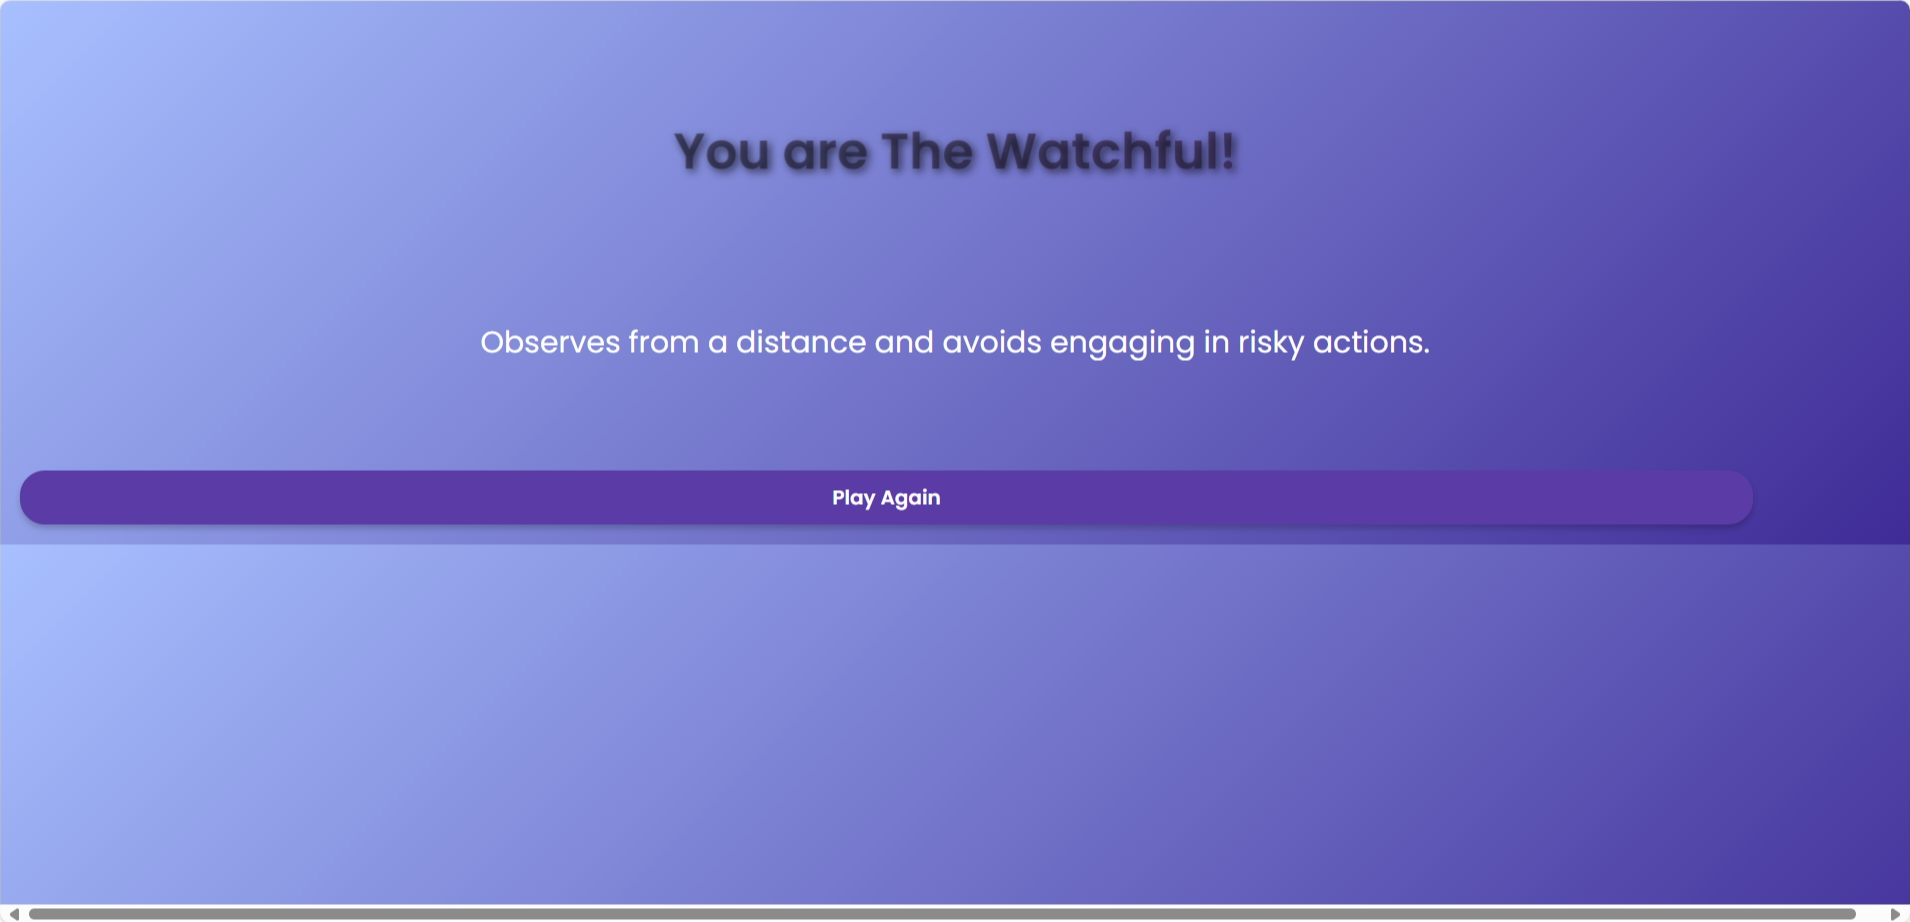 You are The Watchful!
Observes from a distance and avoids engaging in risky actions.
Play Again